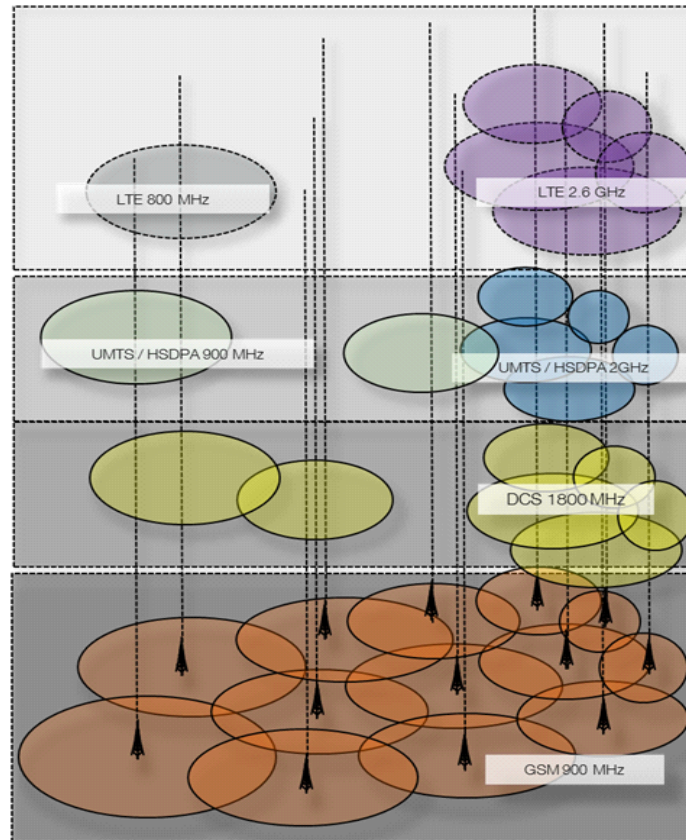 LTE 800 MHz
LTE 2.6 GHz
UMTS / HSDPA 900 MHz
UMTS / HSDPA 2GHz
DCS 1800 MHz
GSM 900 MHz